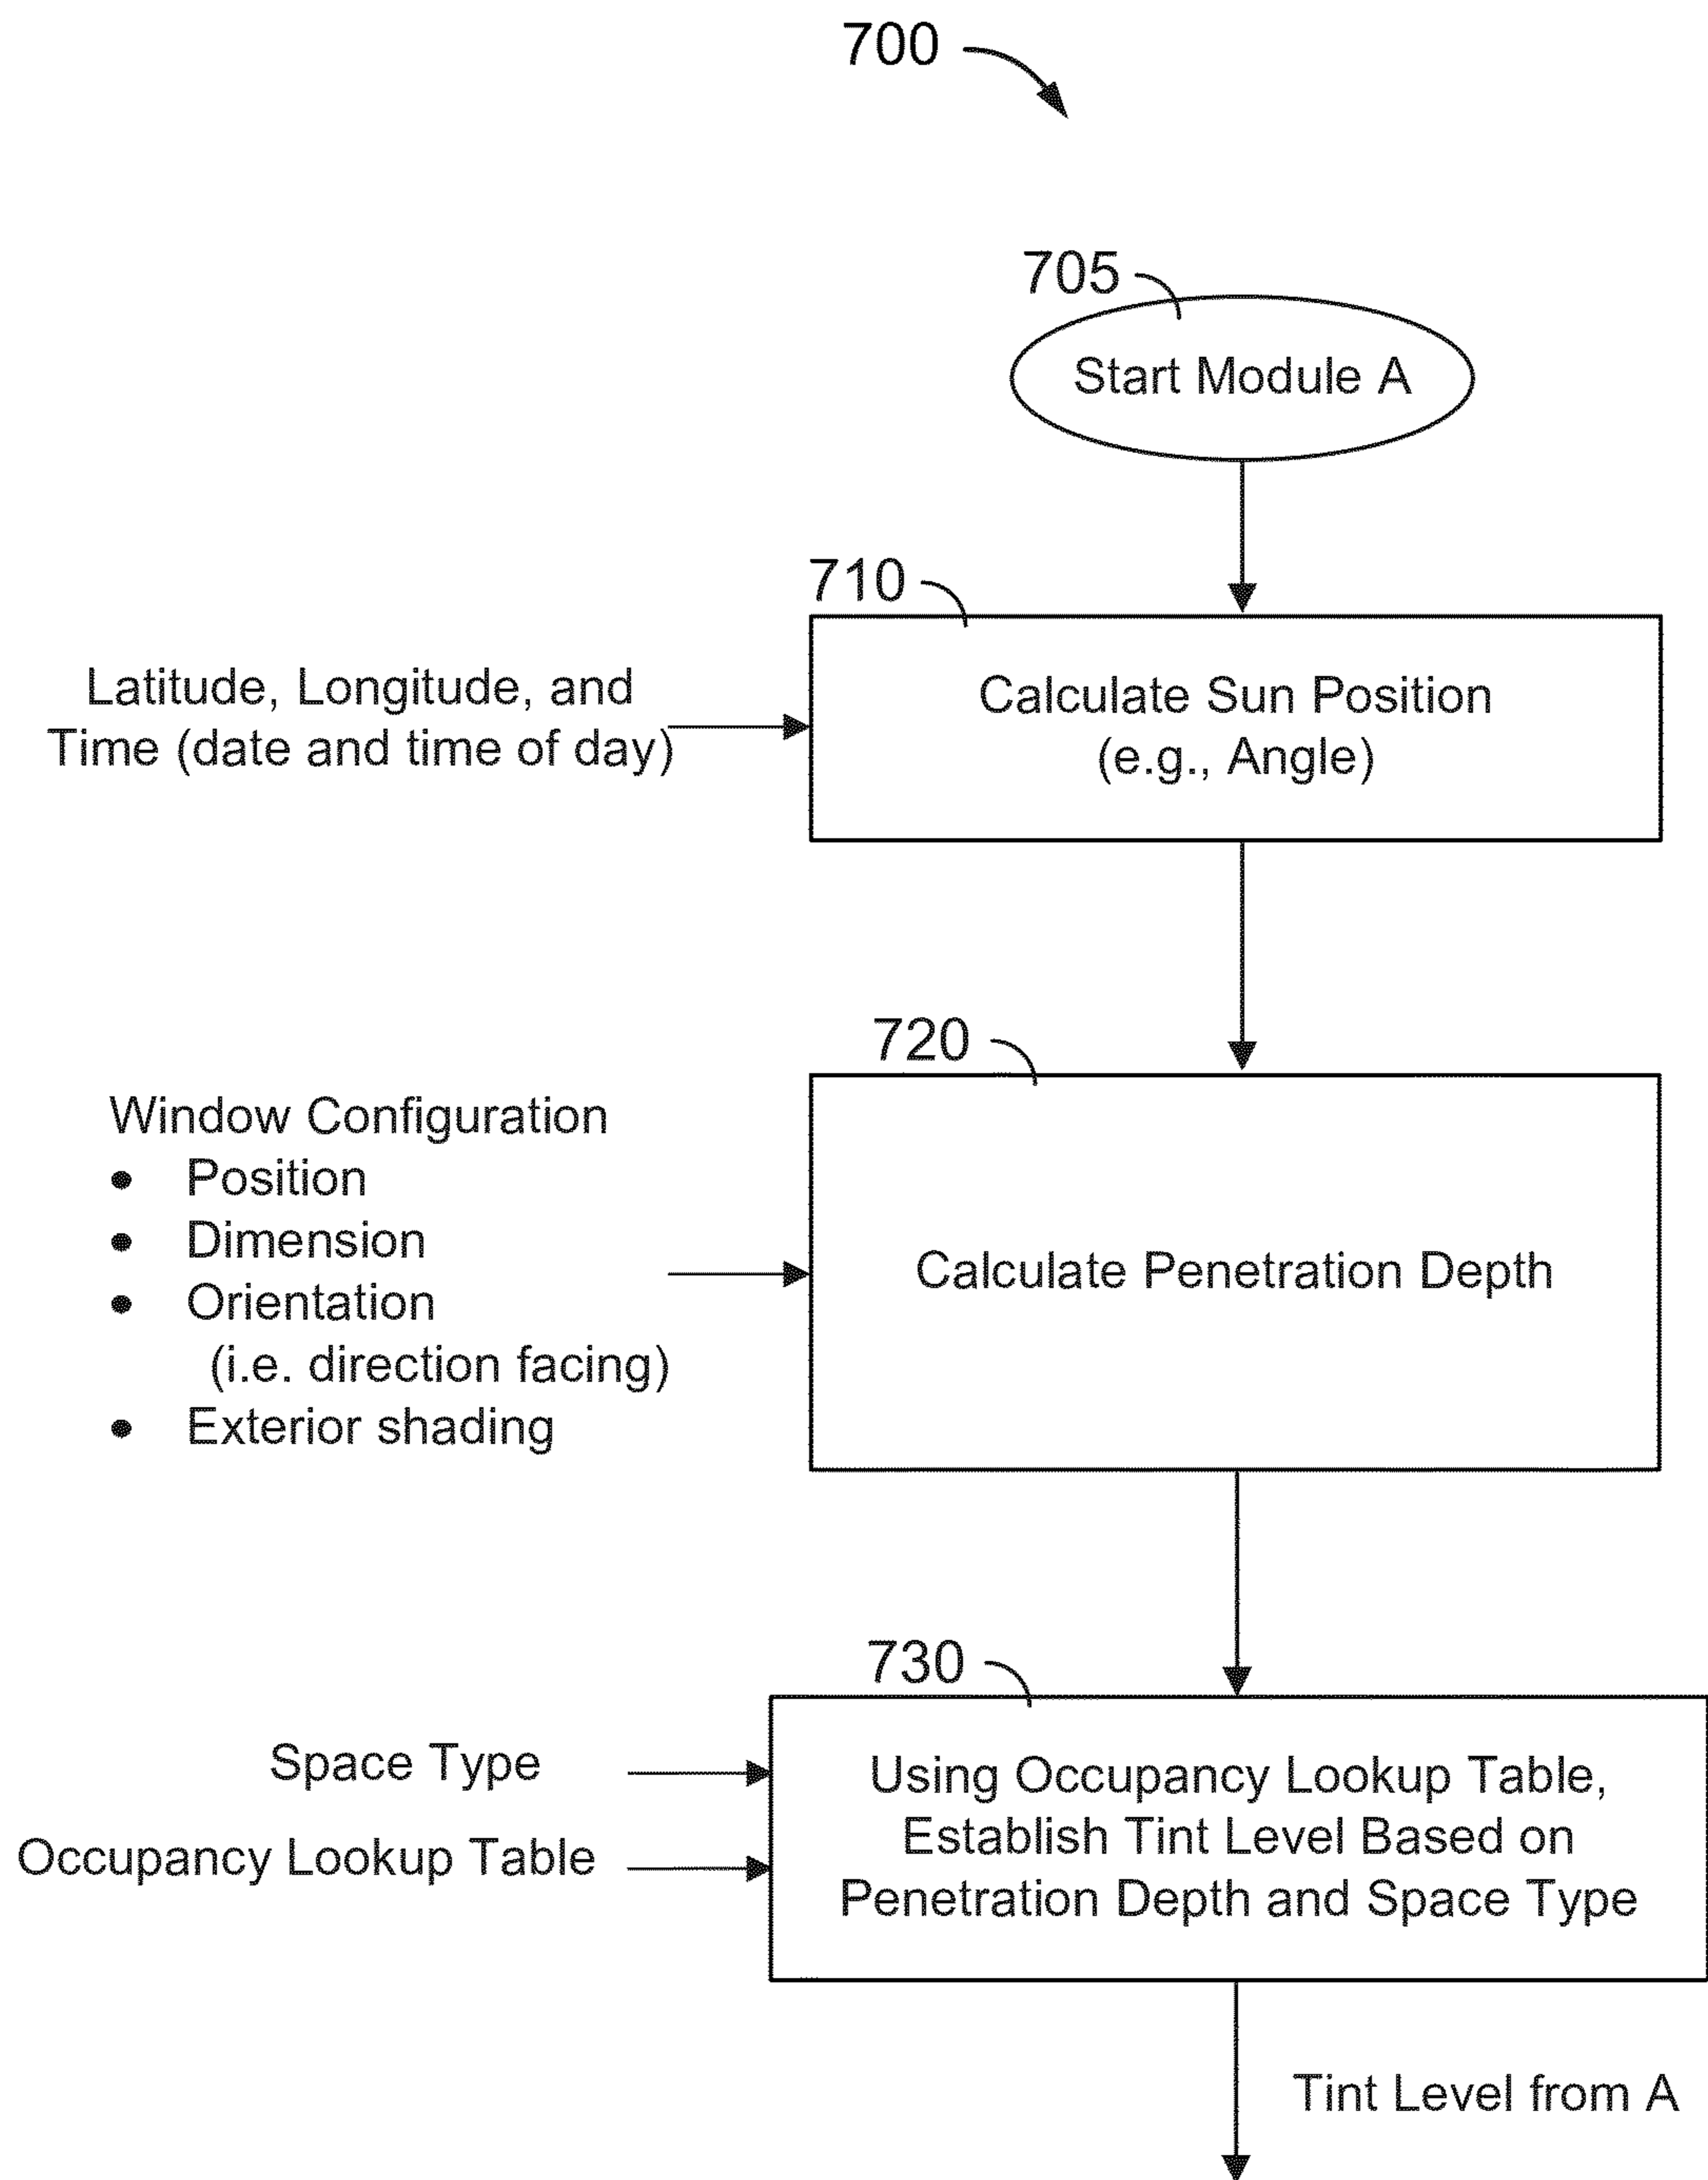 700
705
Start Module A
710
Latitude, Longitude, and
Time (date and time of day)
Calculate Sun Position
(e.g., Angle)
720
Window Configuration
• Position
• Dimension
• Orientation
(i.e. direction facing)
• Exterior shading
Calculate Penetration Depth
730
Space Type
Occupancy Lookup Table
Using Occupancy Lookup Table,
Establish Tint Level Based on
Penetration Depth and Space Type
Tint Level from A